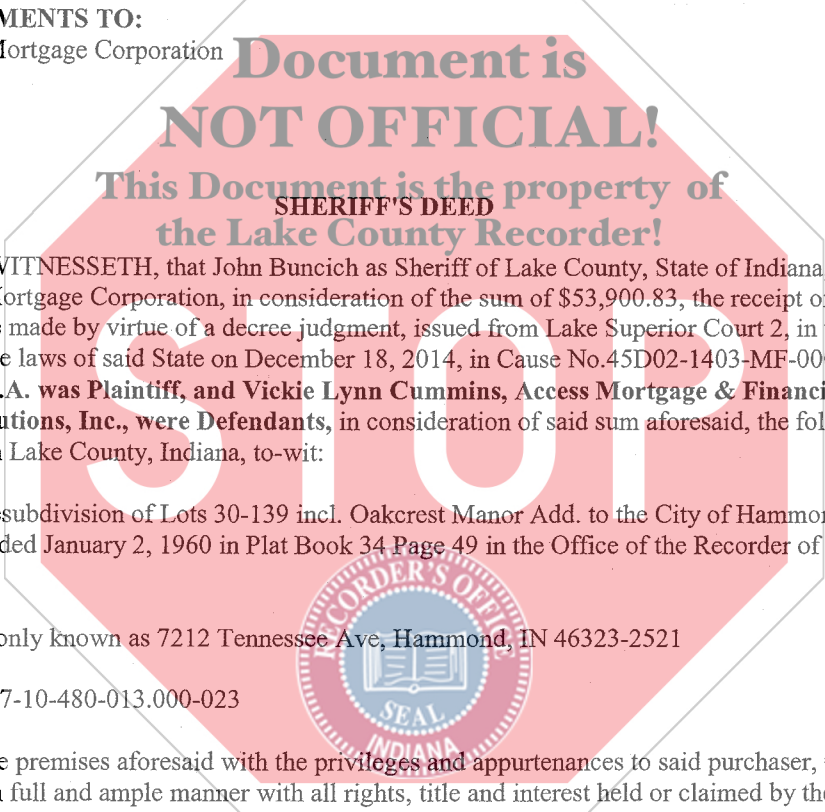 MENTS TO:
Mortgage Corporation
Document is
NOT OFFICIAL!
This Document is the property of
the Lake County Recorder!
SHERIFF'S DEED
WITNESSETH, that John Buncich as Sheriff of Lake County, State of Indiana
Mortgage Corporation, in consideration of the sum of $53,900.83, the receipt of
e made by virtue of a decree judgment, issued from Lake Superior Court 2, in
e laws of said State on December 18, 2014, in Cause No.45D02-1403-MF-00
.A. was Plaintiff, and Vickie Lynn Cummins, Access Mortgage & Financi
utions, Inc., were Defendants, in consideration of said sum aforesaid, the fol
n Lake County, Indiana, to-wit:
STOP
subdivision of Lots 30-139 incl. Oakcrest Manor Add. to the City of Hammon
ded January 2, 1960 in Plat Book 34 Page 49 in the Office of the Recorder of
only known as 7212 Tennessee Ave, Hammond, IN 46323-2521
7-10-480-013.000-023
RECORDER'S OFFICE
SEAL
INDIANA
e premises aforesaid with the privileges and appurtenances to said purchaser,
n full and ample manner with all rights, title and interest held or claimed by the